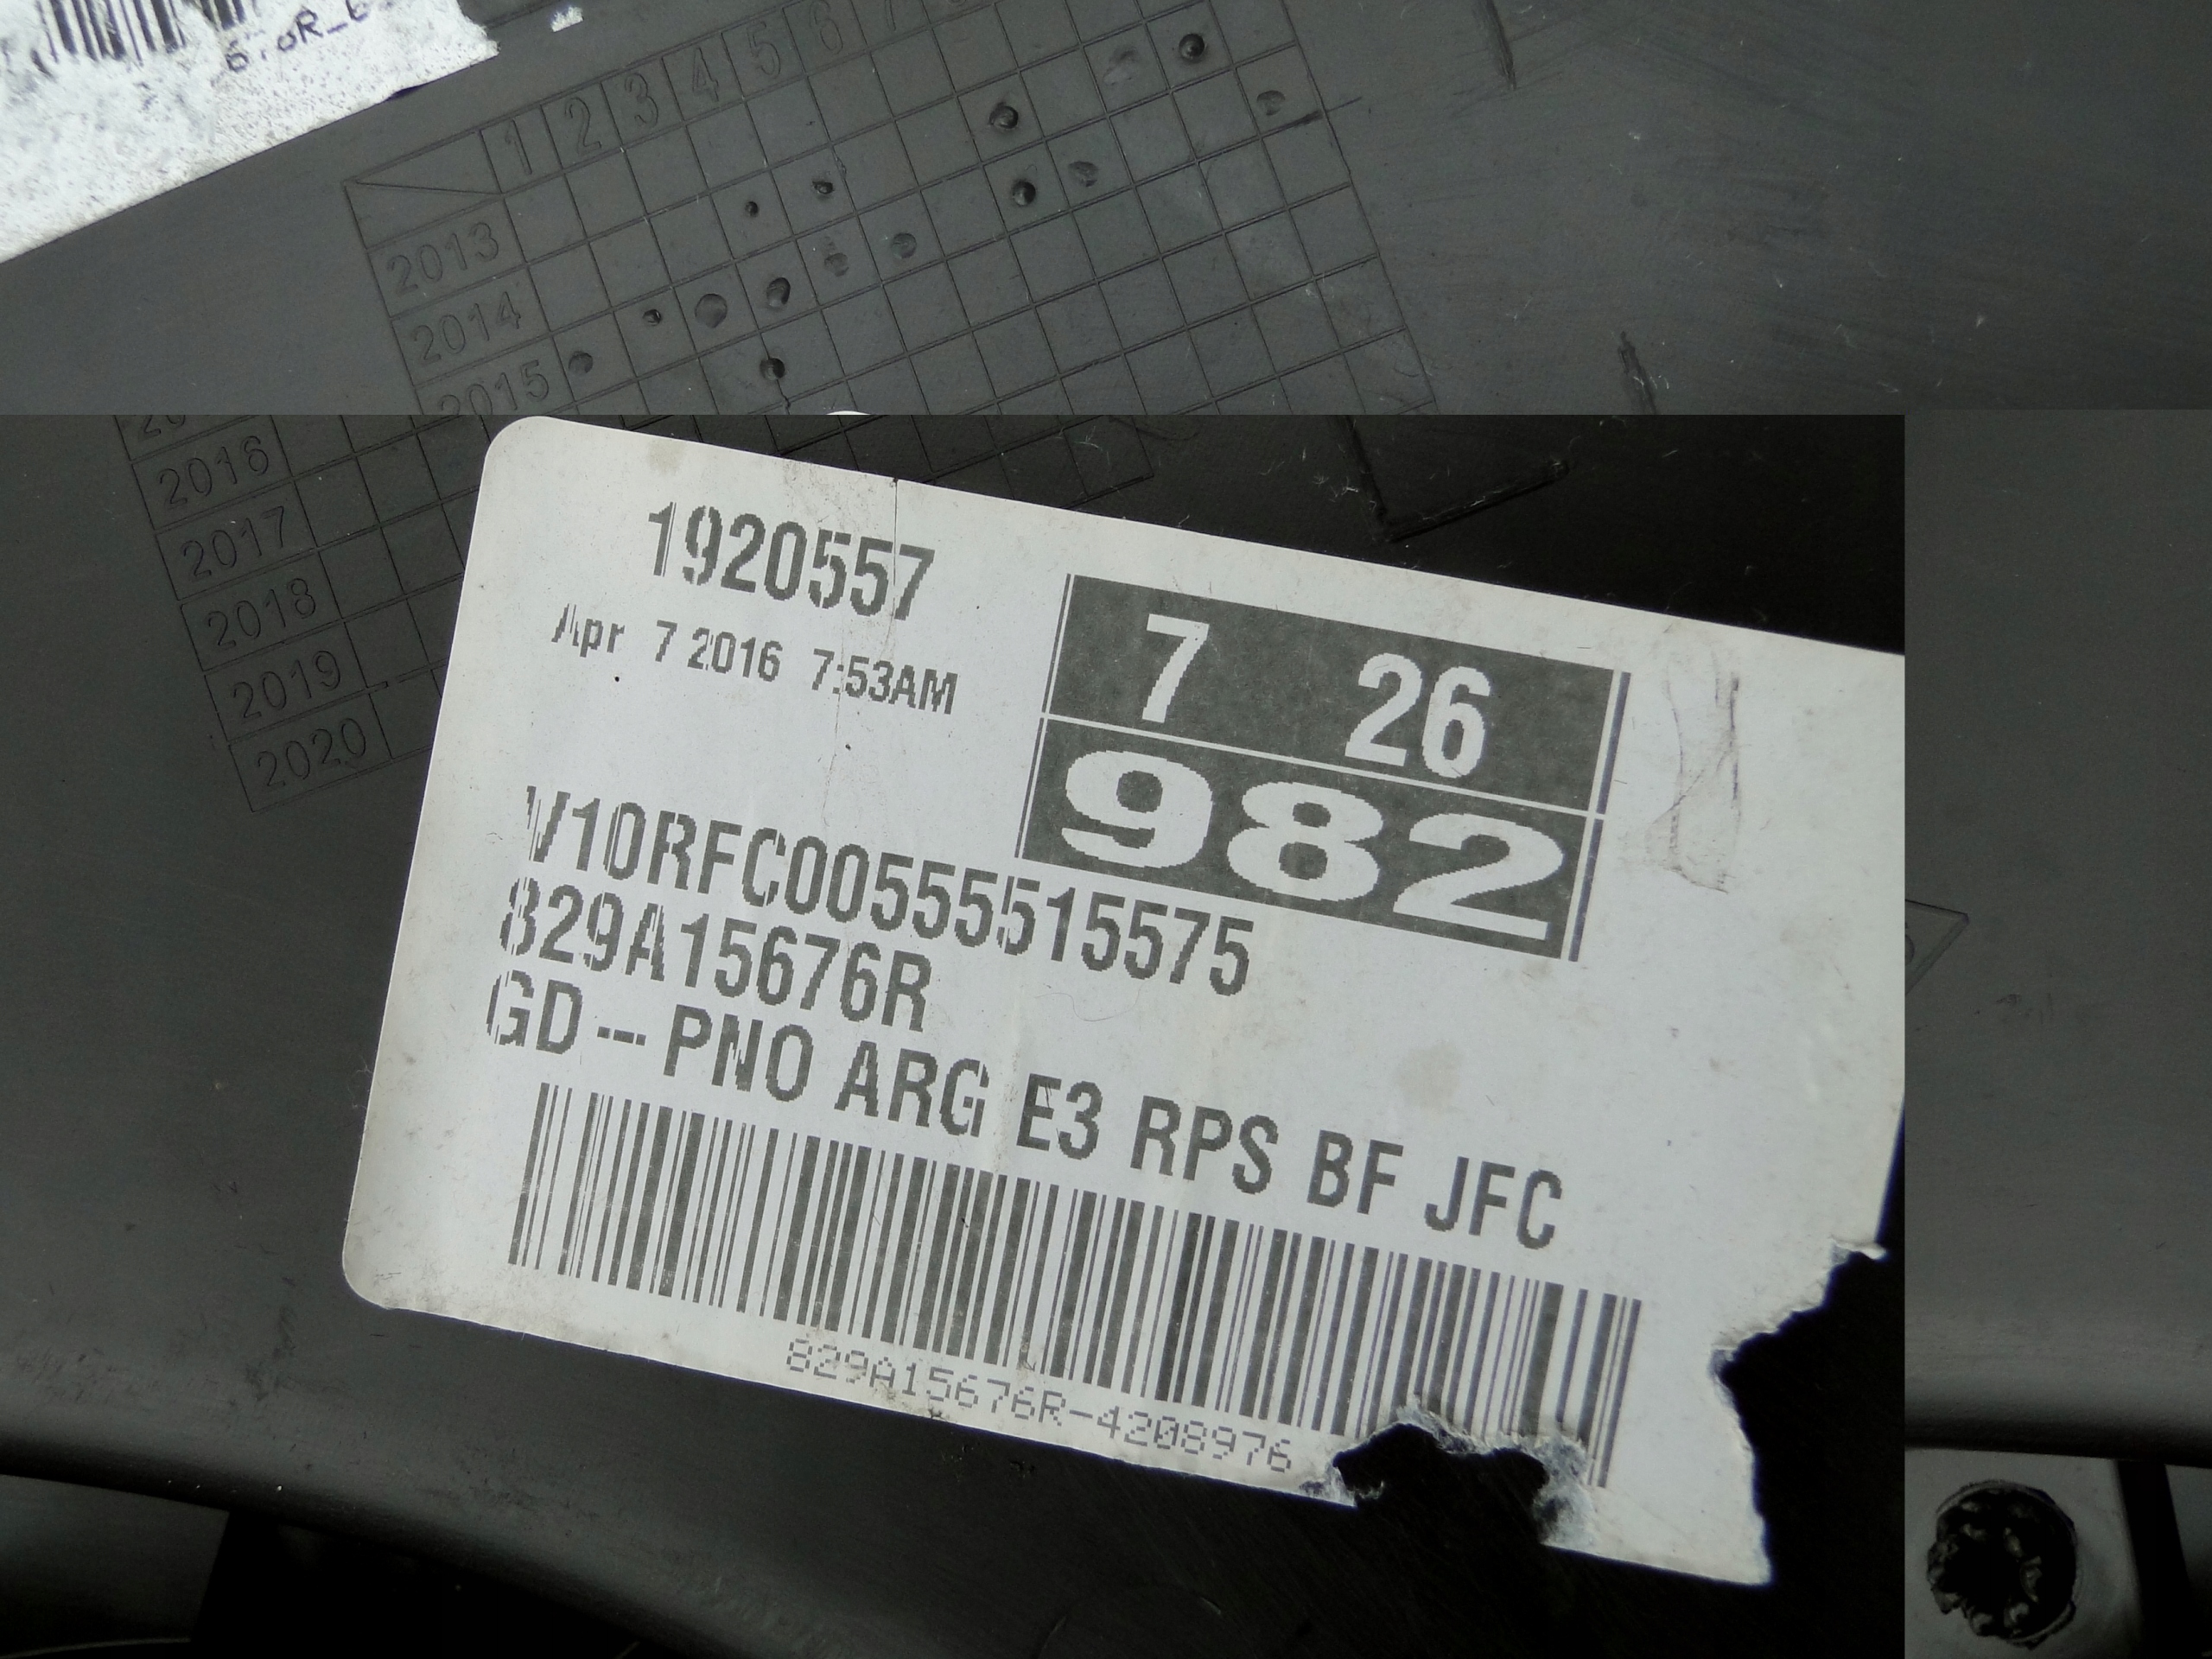 1 2 3 4 5 6 7
2013
2014
2015
2016
2017
2018
2019
2020
1920557
Apr 7 2016 7:53AM
7 26
982
V10RFC00555515575
829A15676R
GD--PNO ARG E3 RPS BF JFC
829A15676R-4208976